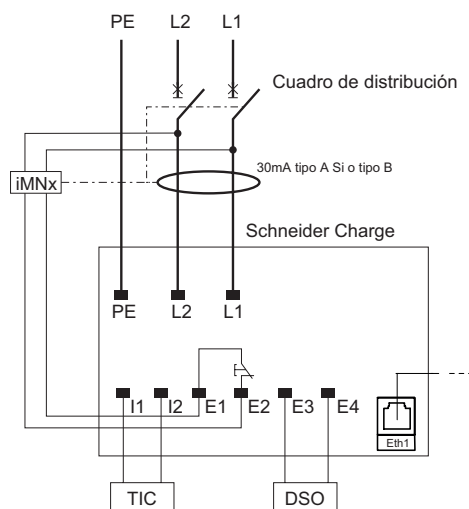 PE L2 L1
Cuadro de distribución
30mA tipo A Si o tipo B
iMNx
Schneider Charge
PE L2 L1
I1 I2 E1 E2 E3 E4
Eth1
TIC DSO